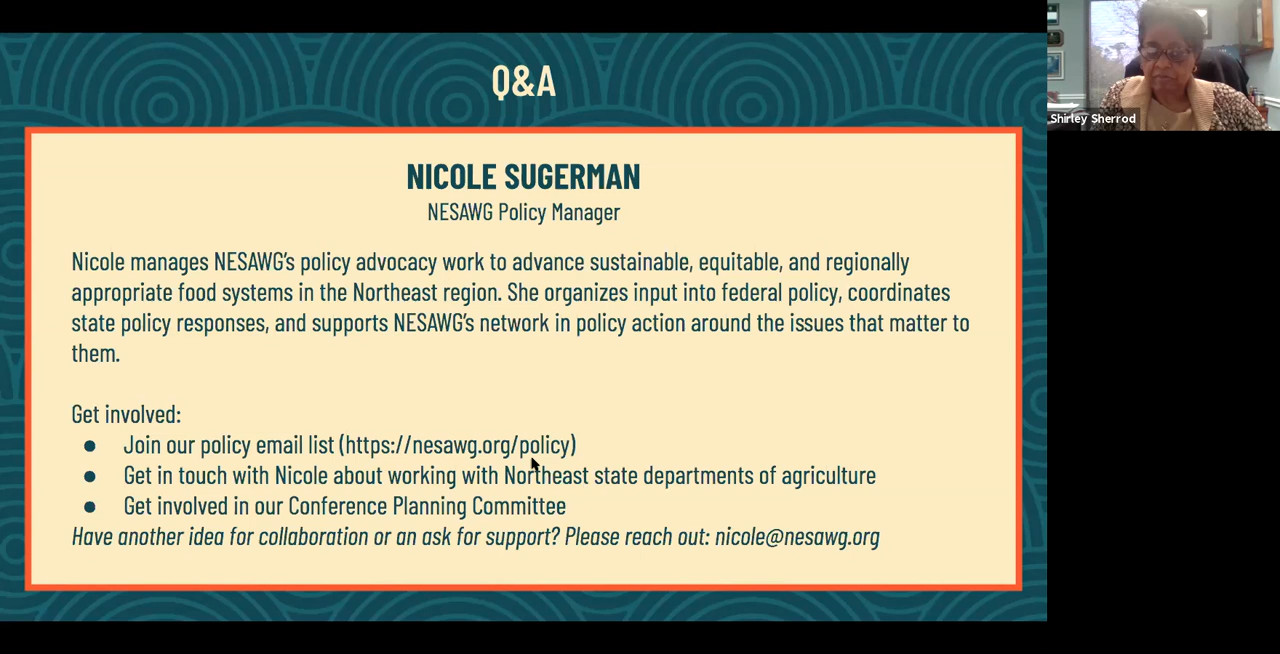 Q&A
Shirley Sherrod
NICOLE SUGERMAN
NESAWG Policy Manager
Nicole manages NESAWG's policy advocacy work to advance sustainable, equitable, and regionally
appropriate food systems in the Northeast region. She organizes input into federal policy, coordinates
state policy responses, and supports NESAWG's network in policy action around the issues that matter to
them.
Get involved:
● Join our policy email list (https://nesawg.org/policy)
● Get in touch with Nicole about working with Northeast state departments of agriculture
● Get involved in our Conference Planning Committee
Have another idea for collaboration or an ask for support? Please reach out: nicole@nesawg.org